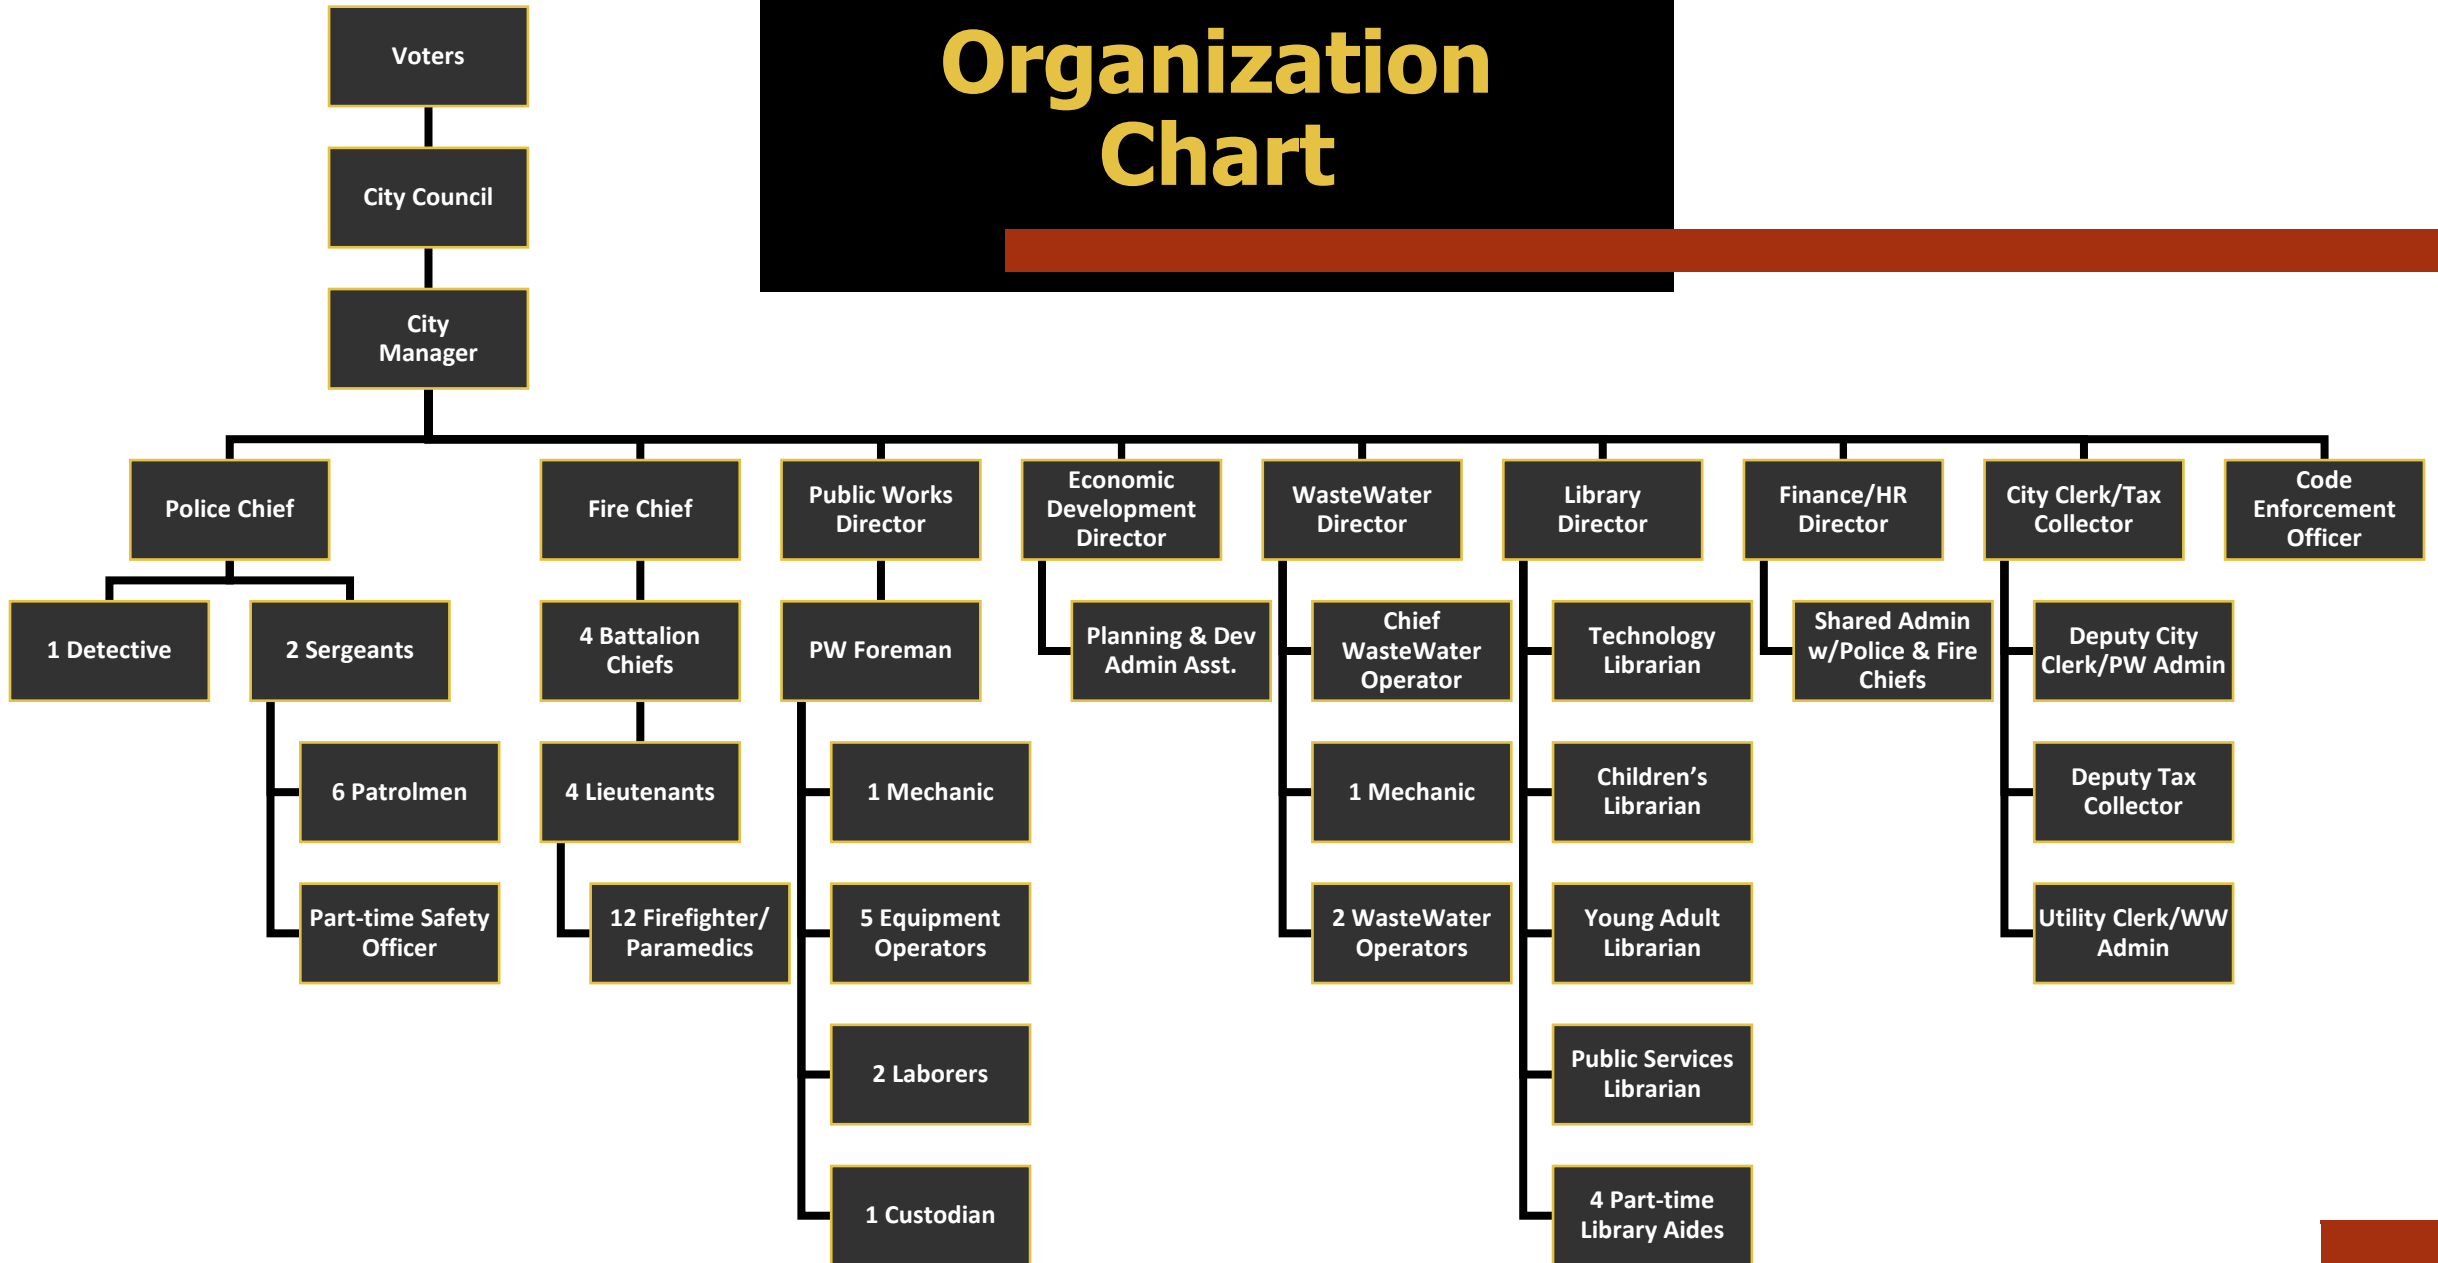 Organization
Chart
Voters
City Council
City
Manager
Police Chief
Fire Chief
Public Works
Director
Economic
Development
Director
WasteWater
Director
Library
Director
Finance/HR
Director
City Clerk/Tax
Collector
Code
Enforcement
Officer
1 Detective
2 Sergeants
4 Battalion
Chiefs
PW Foreman
Planning & Dev
Admin Asst.
Chief
WasteWater
Operator
Technology
Librarian
Shared Admin
w/Police & Fire
Chiefs
Deputy City
Clerk/PW Admin
6 Patrolmen
4 Lieutenants
1 Mechanic
1 Mechanic
Children’s
Librarian
Deputy Tax
Collector
Part-time Safety
Officer
12 Firefighter/
Paramedics
5 Equipment
Operators
2 WasteWater
Operators
Young Adult
Librarian
Utility Clerk/WW
Admin
2 Laborers
Public Services
Librarian
1 Custodian
4 Part-time
Library Aides